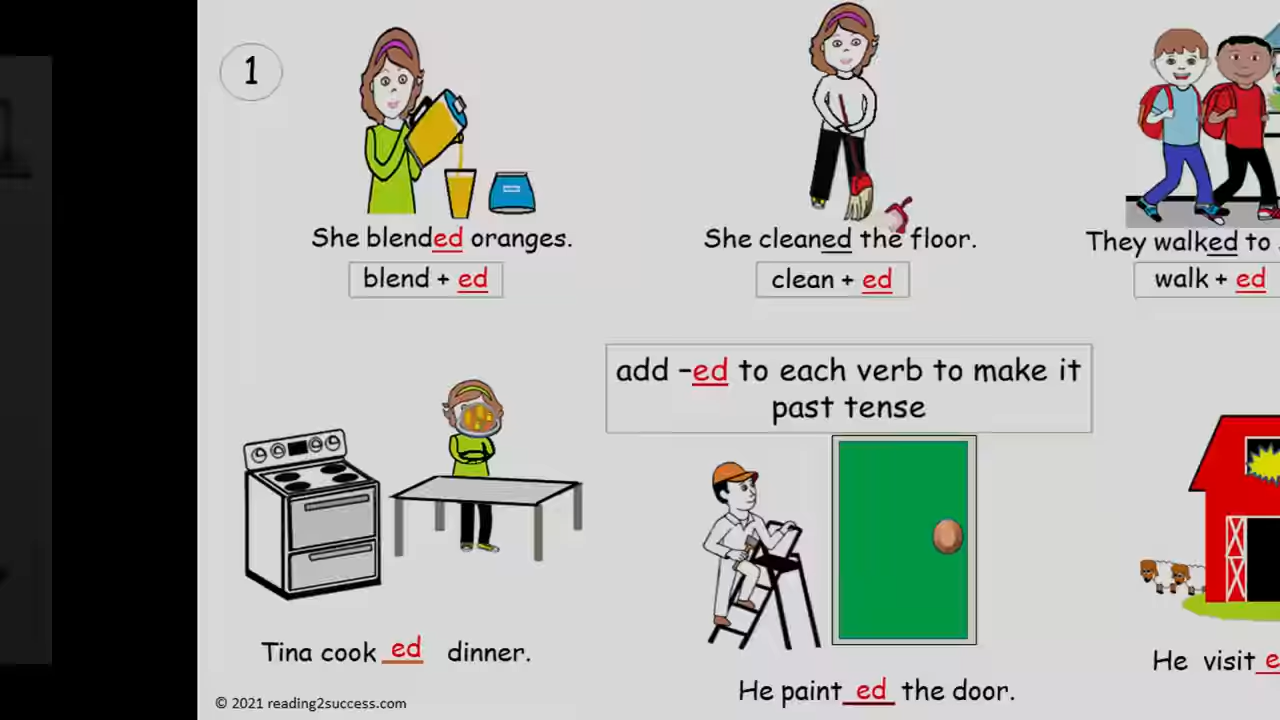 1
She blended oranges.
blend + ed
She cleaned the floor.
clean + ed
They walked to
walk + ed
add –ed to each verb to make it
past tense
Tina cook ed dinner.
He paint ed the door.
He visit
© 2021 reading2success.com